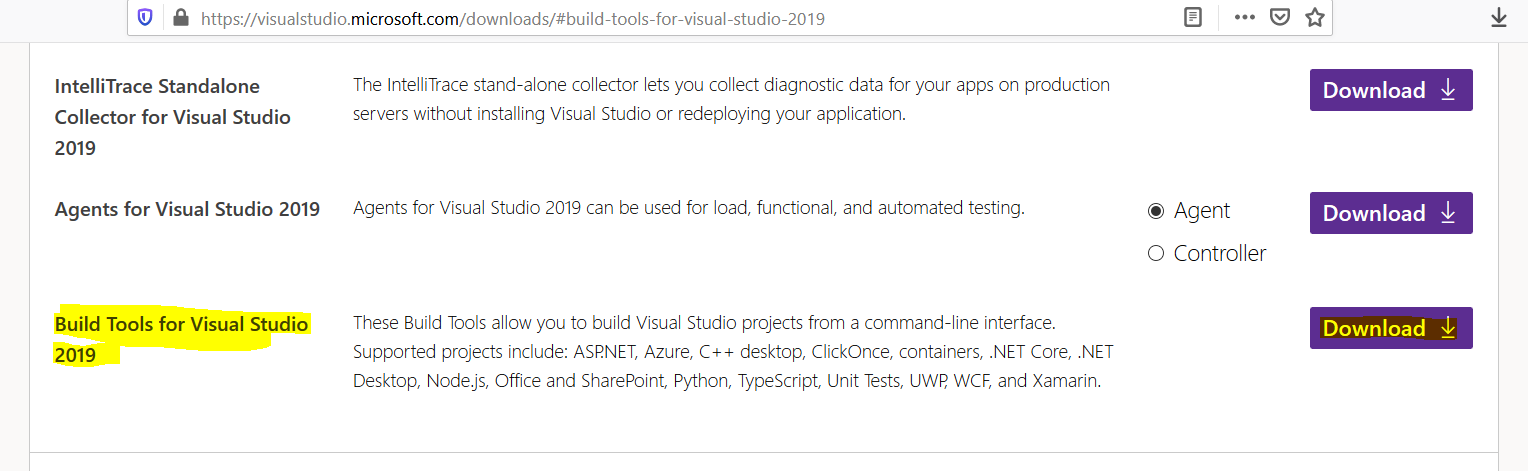 https://visualstudio.microsoft.com/downloads/#build-tools-for-visual-studio-2019
IntelliTrace Standalone
Collector for Visual Studio
2019
The IntelliTrace stand-alone collector lets you collect diagnostic data for your apps on production
servers without installing Visual Studio or redeploying your application.
Download
Agents for Visual Studio 2019
Agents for Visual Studio 2019 can be used for load, functional, and automated testing.
Agent
Controller
Download
Build Tools for Visual Studio
2019
These Build Tools allow you to build Visual Studio projects from a command-line interface.
Supported projects include: ASP.NET, Azure, C++ desktop, ClickOnce, containers, .NET Core, .NET
Desktop, Node.js, Office and SharePoint, Python, TypeScript, Unit Tests, UWP, WCF, and Xamarin.
Download